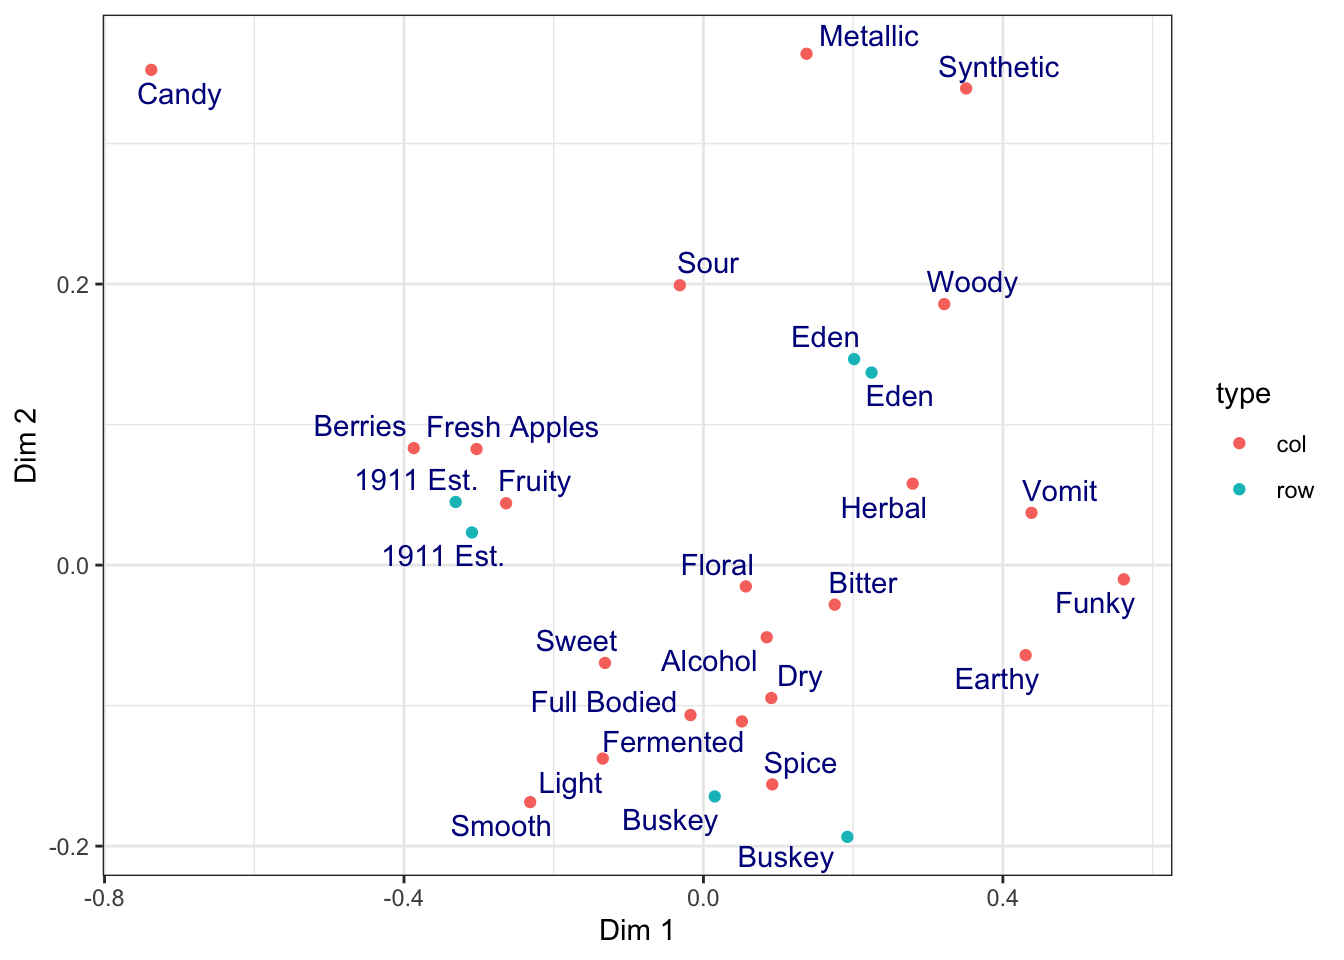 Metallic
Synthetic
Candy
Sour
Woody
Eden
Eden
Berries
Fresh Apples
1911 Est.
Fruity
1911 Est.
Herbal
Vomit
Floral
Bitter
Funky
Sweet
Alcohol
Dry
Earthy
Full Bodied
Fermented
Spice
Light
Smooth
Buskey
Buskey
0.2
0.0
-0.2
-0.8
-0.4
0.0
0.4
Dim 1
Dim 2
type
col
row